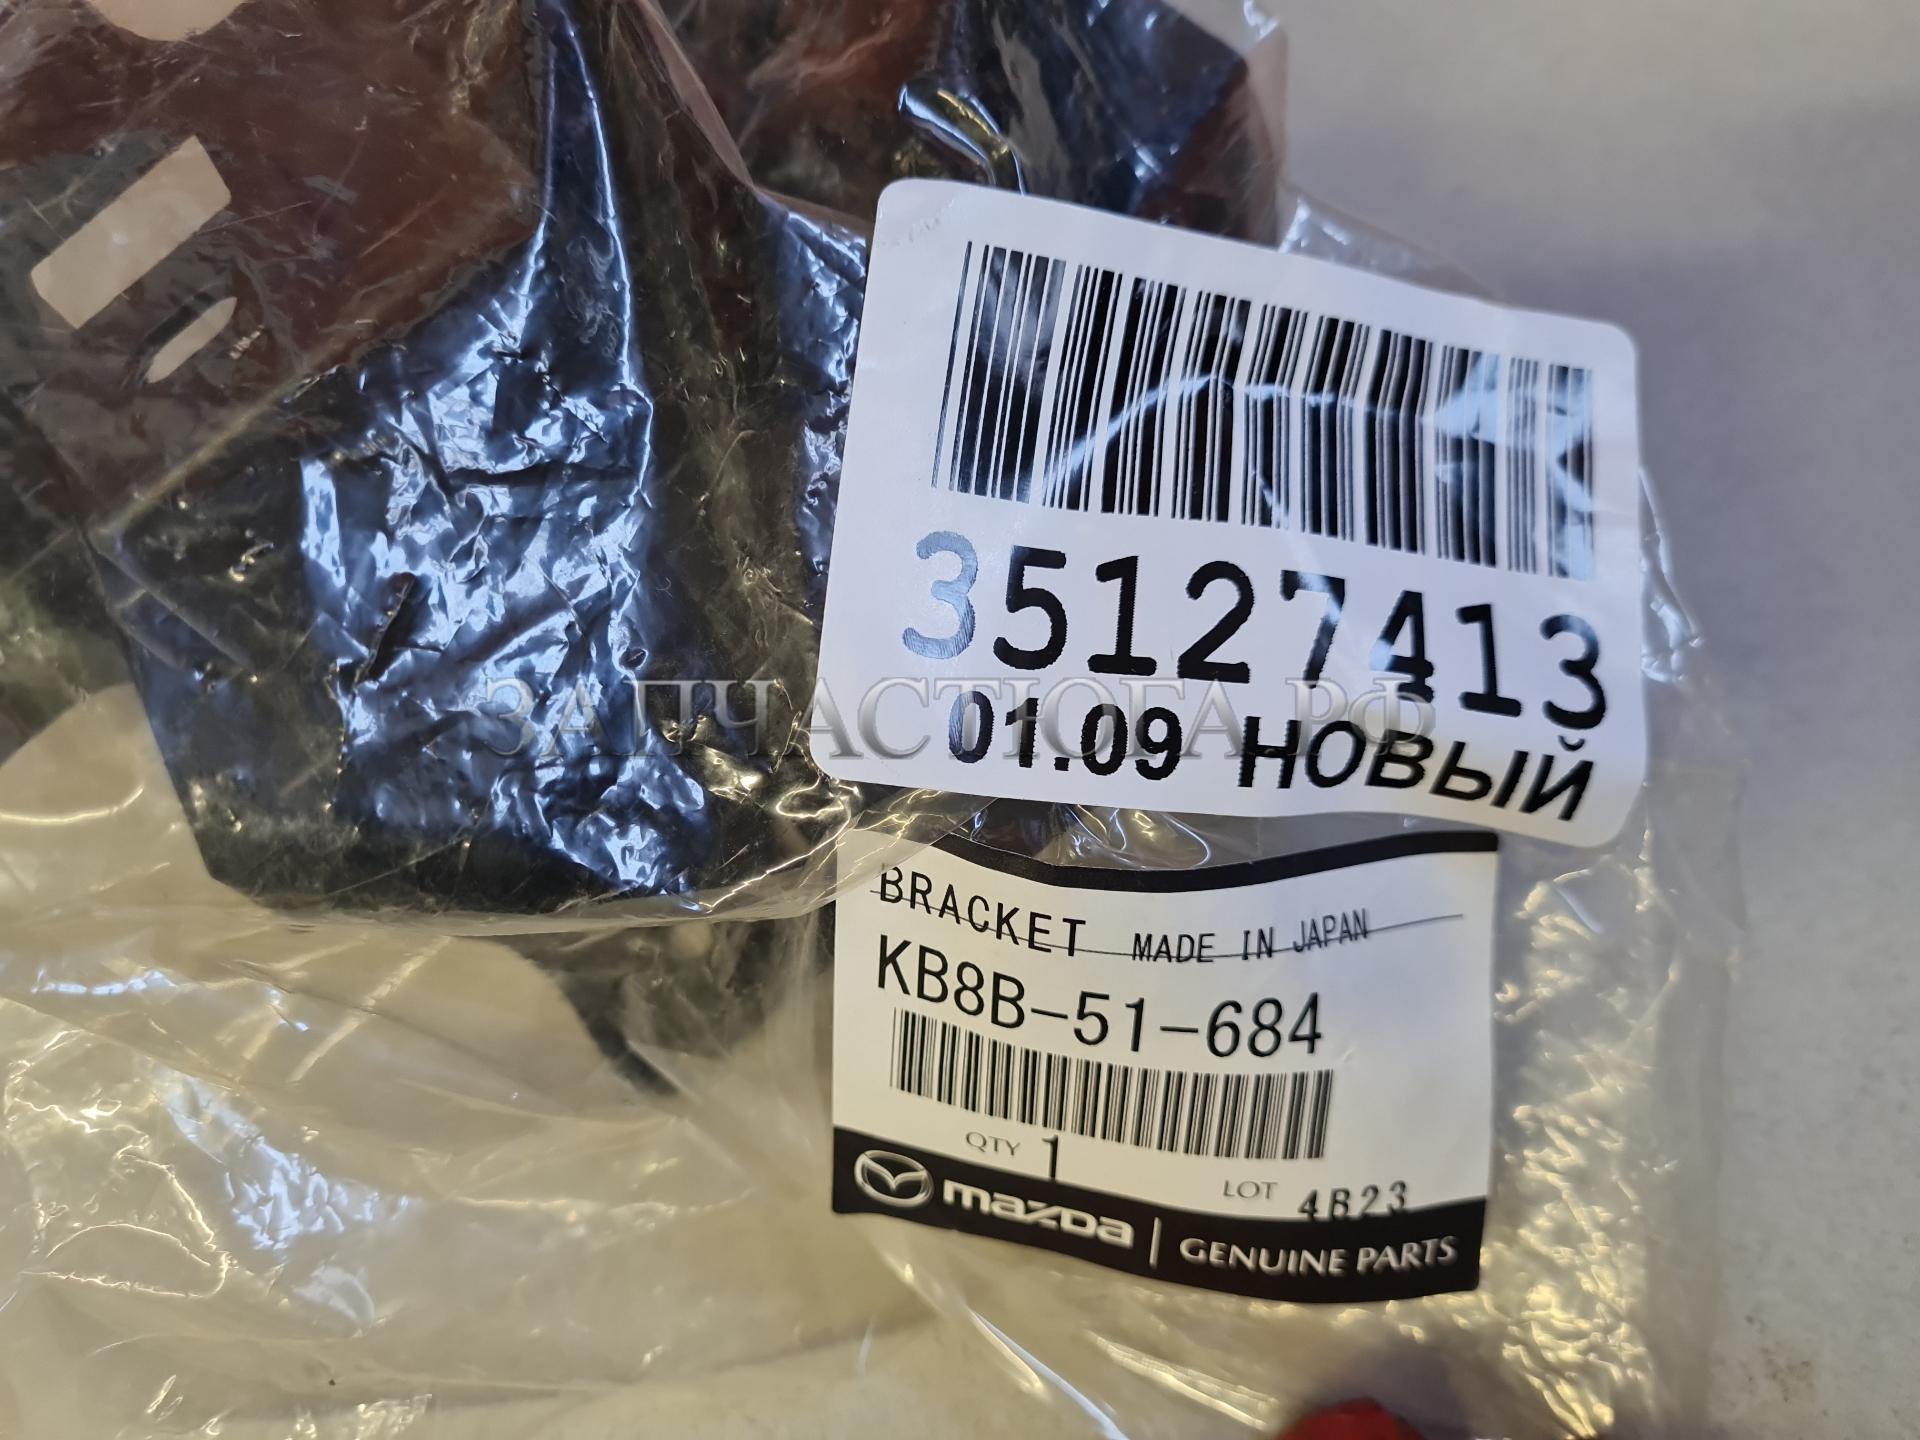 35127413
01.09 НОВЫЙ
ЗАПЧАСТЮГА.РФ
BRACKET MADE IN JAPAN
KB8B-51-684
QTY 1
LOT 4B23
mazda | GENUINE PARTS